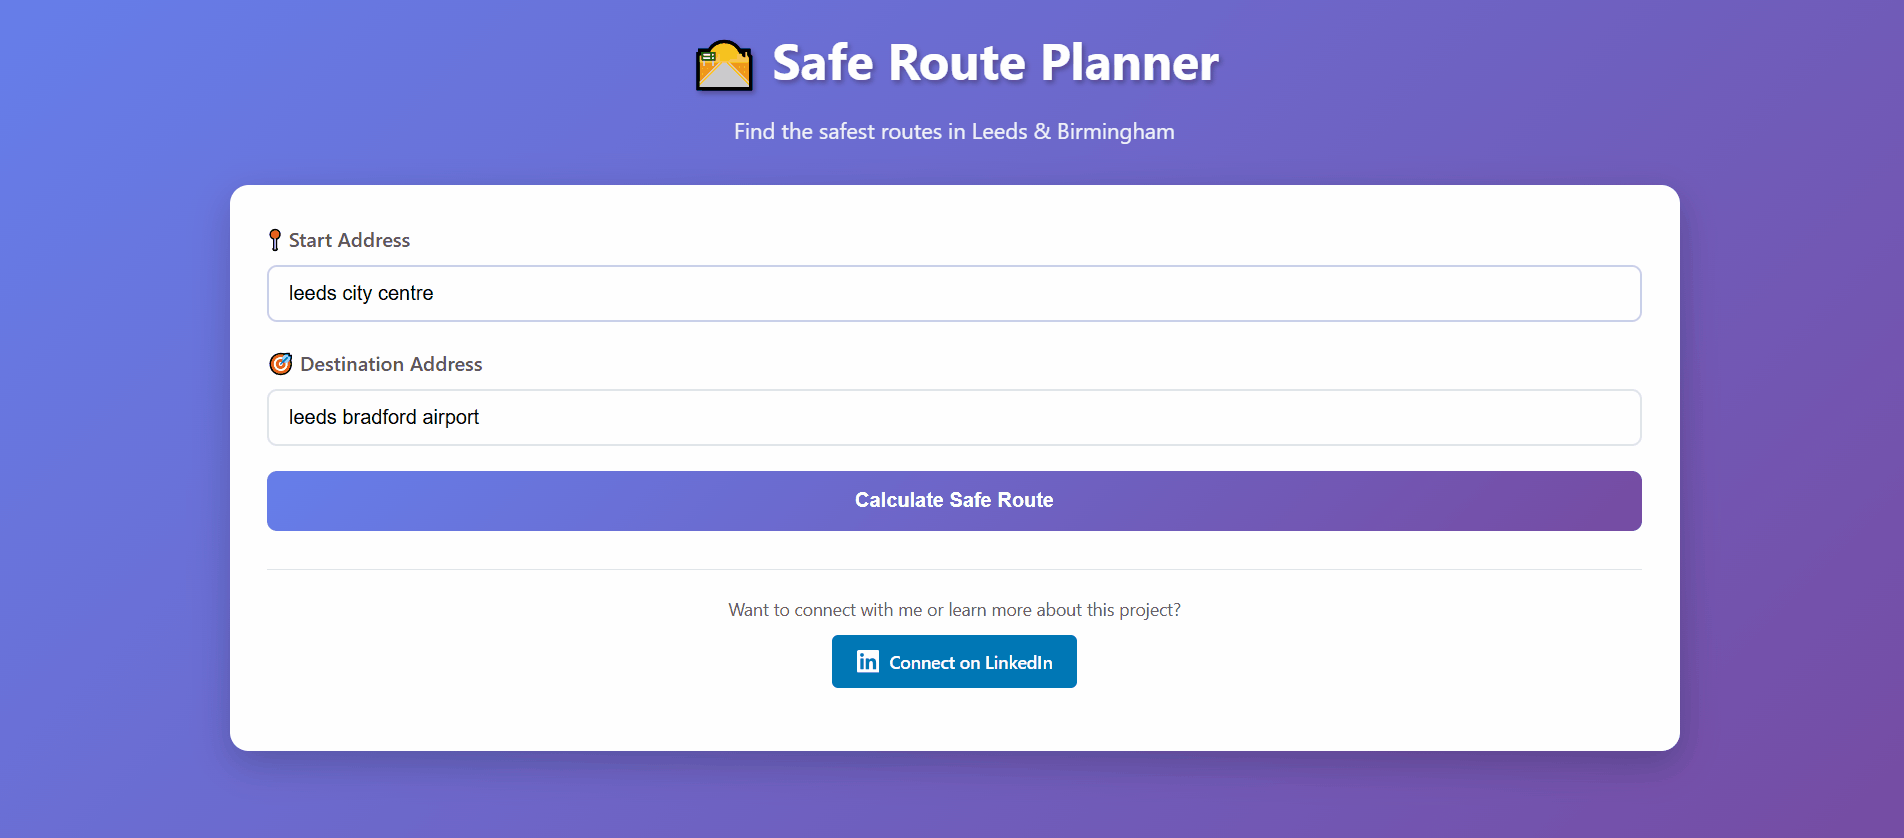 Safe Route Planner
Find the safest routes in Leeds & Birmingham
Start Address
leeds city centre
Destination Address
leeds bradford airport
Calculate Safe Route
Want to connect with me or learn more about this project?
in Connect on LinkedIn